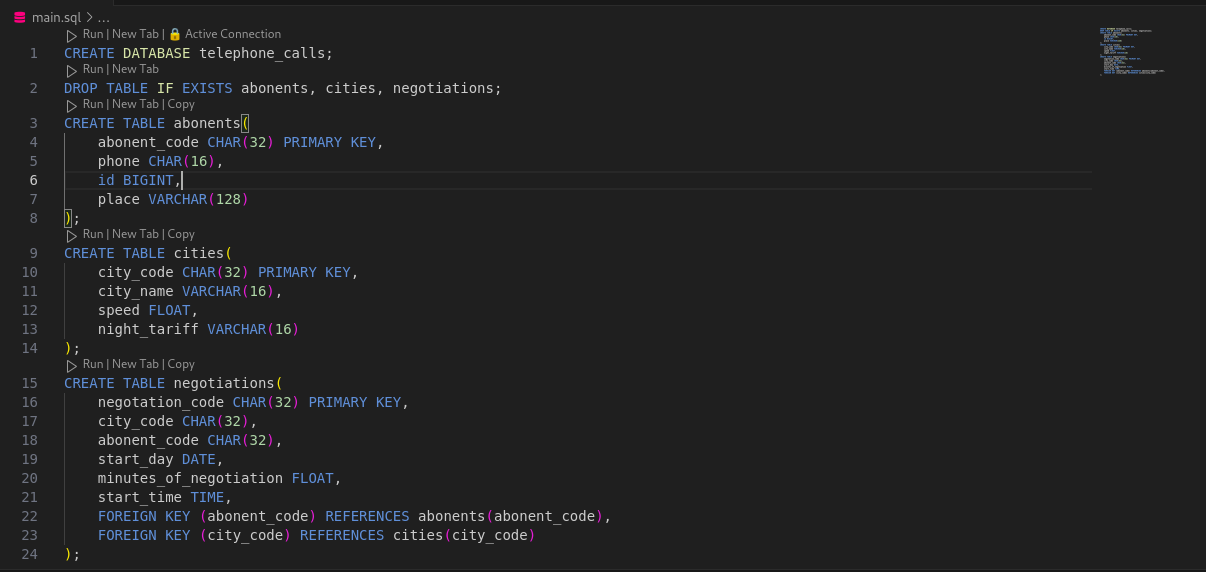 main.sql > ...
Run | New Tab | 🔒 Active Connection
1 CREATE DATABASE telephone_calls;
Run | New Tab
2 DROP TABLE IF EXISTS abonents, cities, negotiations;
Run | New Tab | Copy
3 CREATE TABLE abonents(
4     abonent_code CHAR(32) PRIMARY KEY,
5     phone CHAR(16),
6     id BIGINT,
7     place VARCHAR(128)
8 );
Run | New Tab | Copy
9 CREATE TABLE cities(
10     city_code CHAR(32) PRIMARY KEY,
11     city_name VARCHAR(16),
12     speed FLOAT,
13     night_tariff VARCHAR(16)
14 );
Run | New Tab | Copy
15 CREATE TABLE negotiations(
16     negotation_code CHAR(32) PRIMARY KEY,
17     city_code CHAR(32),
18     abonent_code CHAR(32),
19     start_day DATE,
20     minutes_of_negotiation FLOAT,
21     start_time TIME,
22     FOREIGN KEY (abonent_code) REFERENCES abonents(abonent_code),
23     FOREIGN KEY (city_code) REFERENCES cities(city_code)
24 );